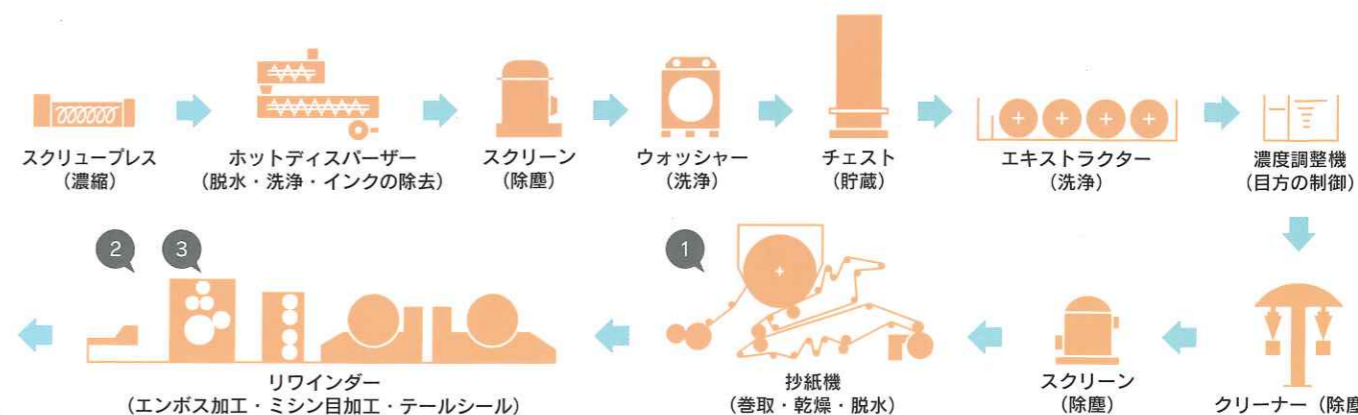 スクリュープレス
(濃縮)
ホットディスパーザー
(脱水・洗浄・インクの除去)
スクリーン
(除塵)
ウォッシャー
(洗浄)
チェスト
(貯蔵)
エキストラクター
(洗浄)
濃度調整機
(目方の制御)
2
3
リワインダー
(エンボス加工・ミシン目加工・テールシール)
1
抄紙機
(巻取・乾燥・脱水)
スクリーン
(除塵)
クリーナー(除塵